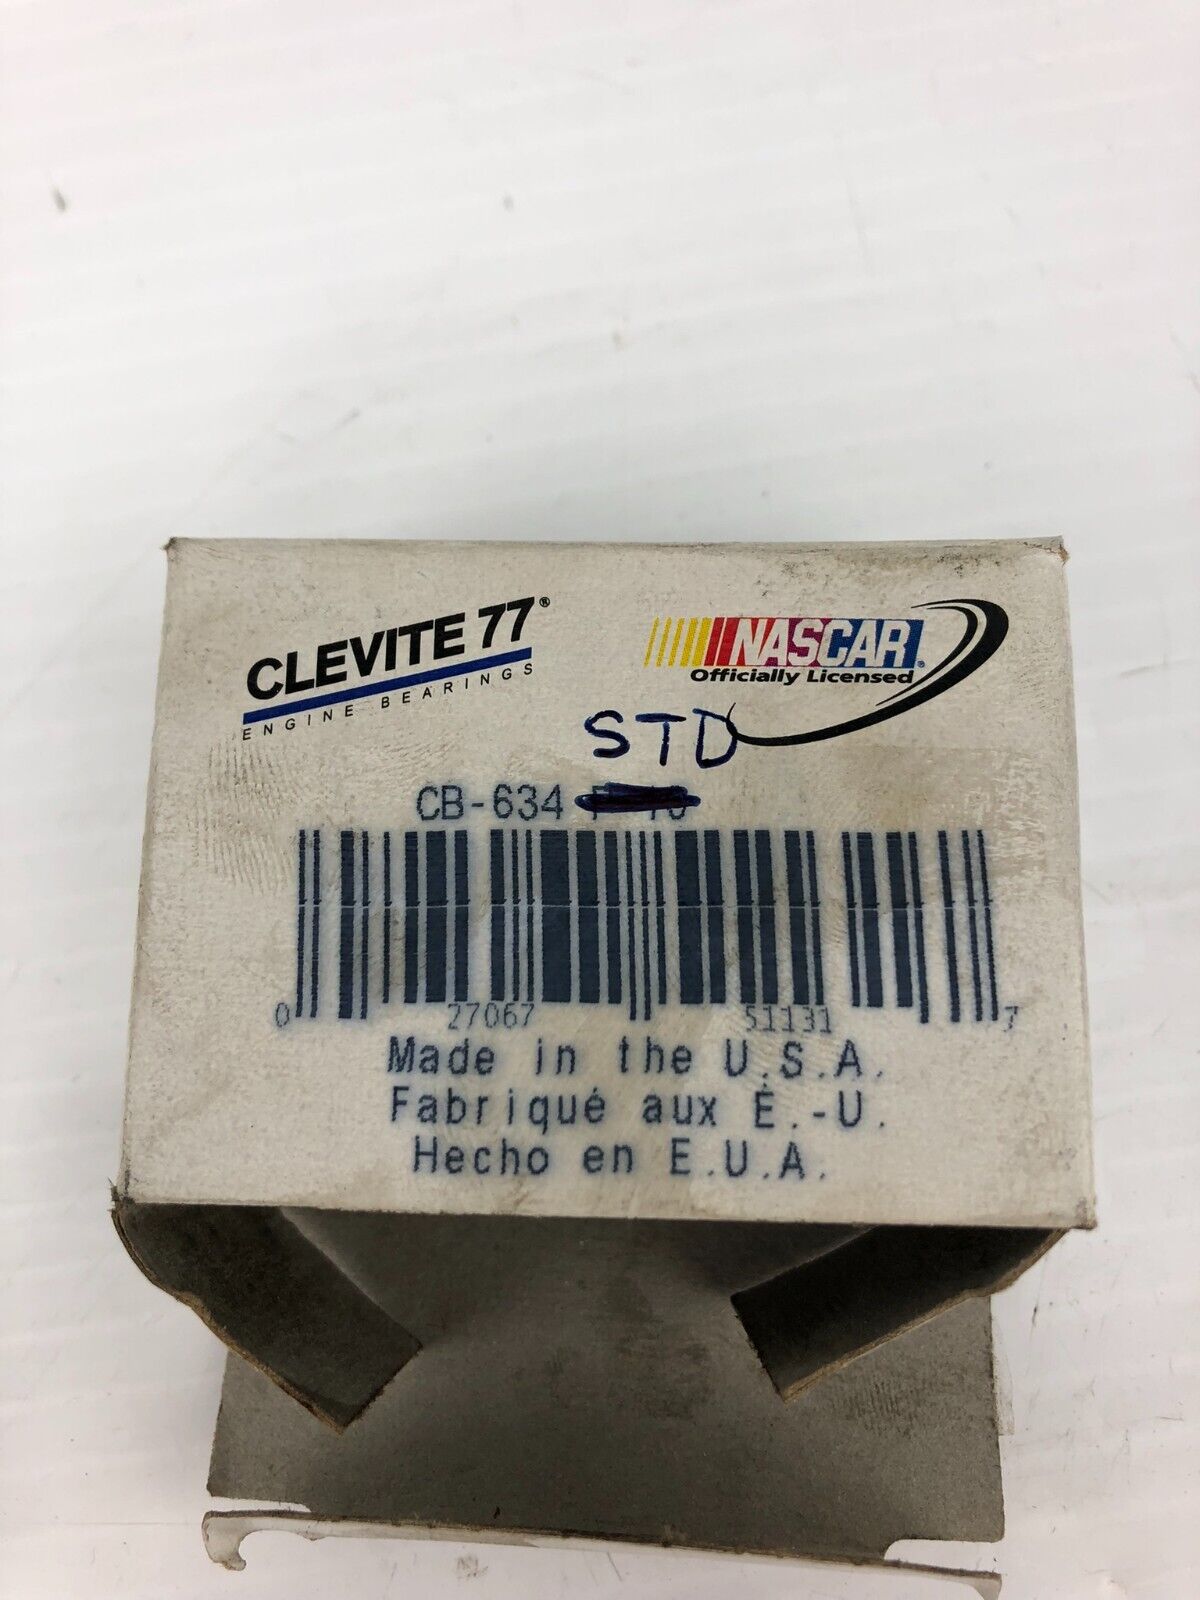 CLEVITE 77®
ENGINE BEARINGS
NASCAR®
Officially Licensed
STD
CB-634
0 27067 51131 7
Made in the U.S.A.
Fabriqué aux É.-U.
Hecho en E.U.A.